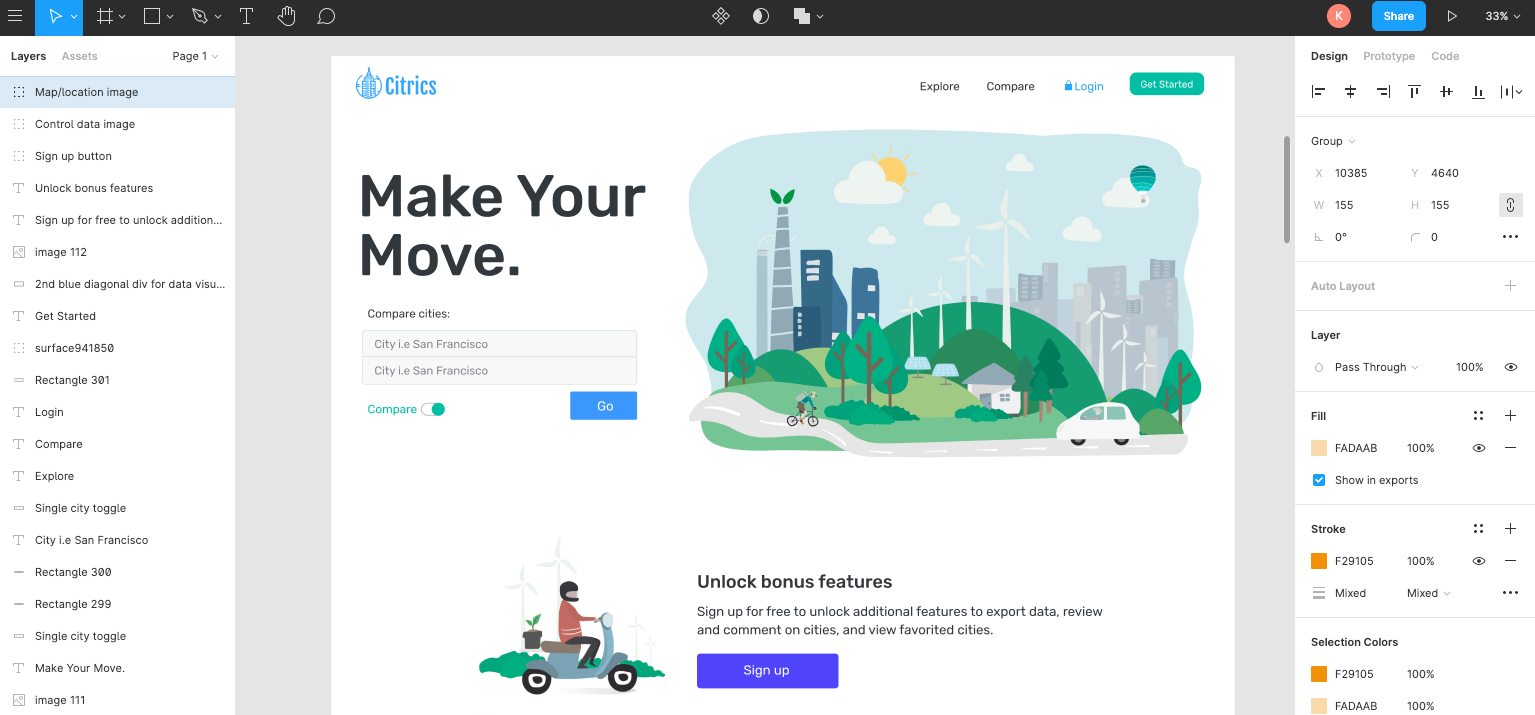 K
Share
33%
Layers
Assets
Page 1
Map/location image
Control data image
Sign up button
Unlock bonus features
Sign up for free to unlock addition...
image 112
2nd blue diagonal div for data visu...
Get Started
surface941850
Rectangle 301
Login
Compare
Explore
Single city toggle
City i.e San Francisco
Rectangle 300
Rectangle 299
Single city toggle
Make Your Move.
image 111
Citrics
Explore
Compare
Login
Get Started
Make Your
Move.
Compare cities:
City i.e San Francisco
City i.e San Francisco
Compare
Go
Unlock bonus features
Sign up for free to unlock additional features to export data, review
and comment on cities, and view favorited cities.
Sign up
Design
Prototype
Code
Group
X 10385 Y 4640
W 155 H 155
0° 0
Auto Layout
Layer
Pass Through 100%
Fill
FADAAB 100%
Show in exports
Stroke
F29105 100%
Mixed Mixed
Selection Colors
F29105 100%
FADAAB 100%